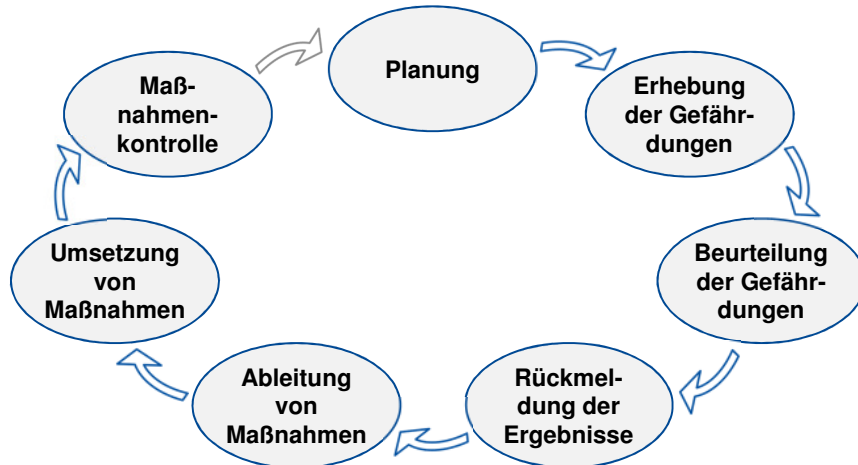 Planung
Erhebung
der Gefähr-
dungen
Beurteilung
der Gefähr-
dungen
Rückmel-
dung der
Ergebnisse
Ableitung
von
Maßnahmen
Umsetzung
von
Maßnahmen
Maß-
nahmen-
kontrolle